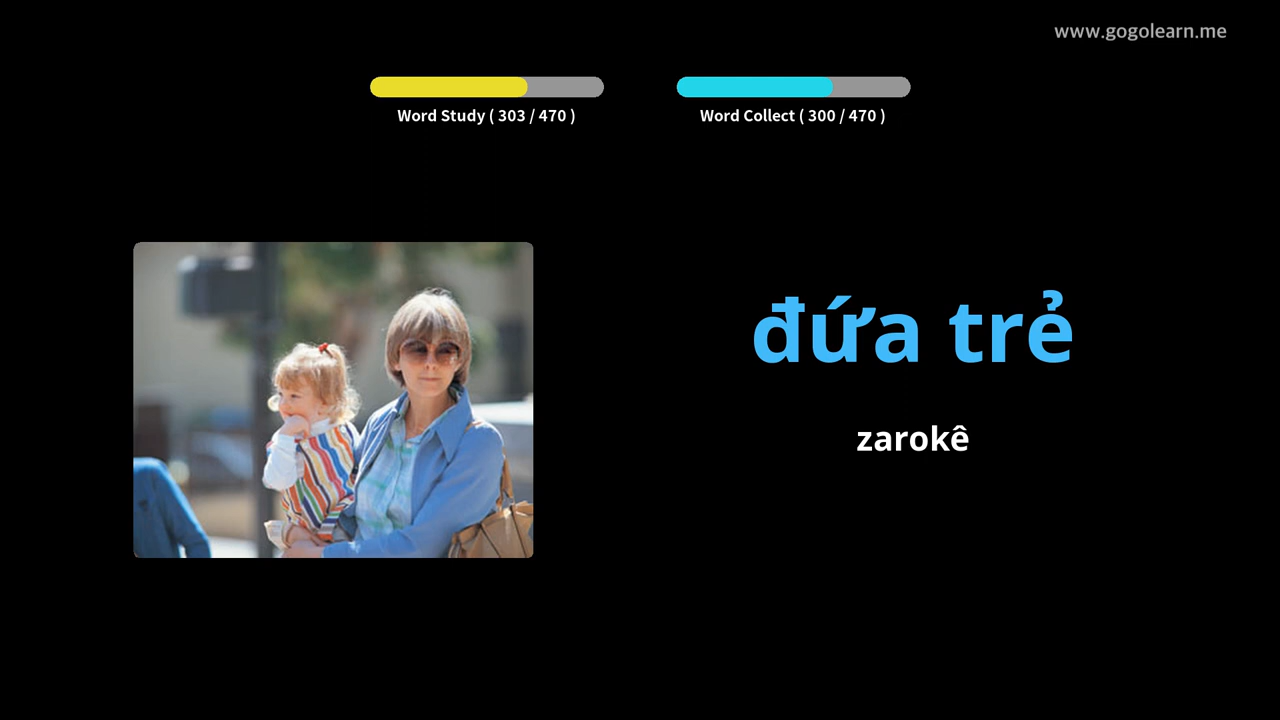 www.gogolearn.me
Word Study ( 303 / 470 )
Word Collect ( 300 / 470 )
đứa trẻ
zarokê